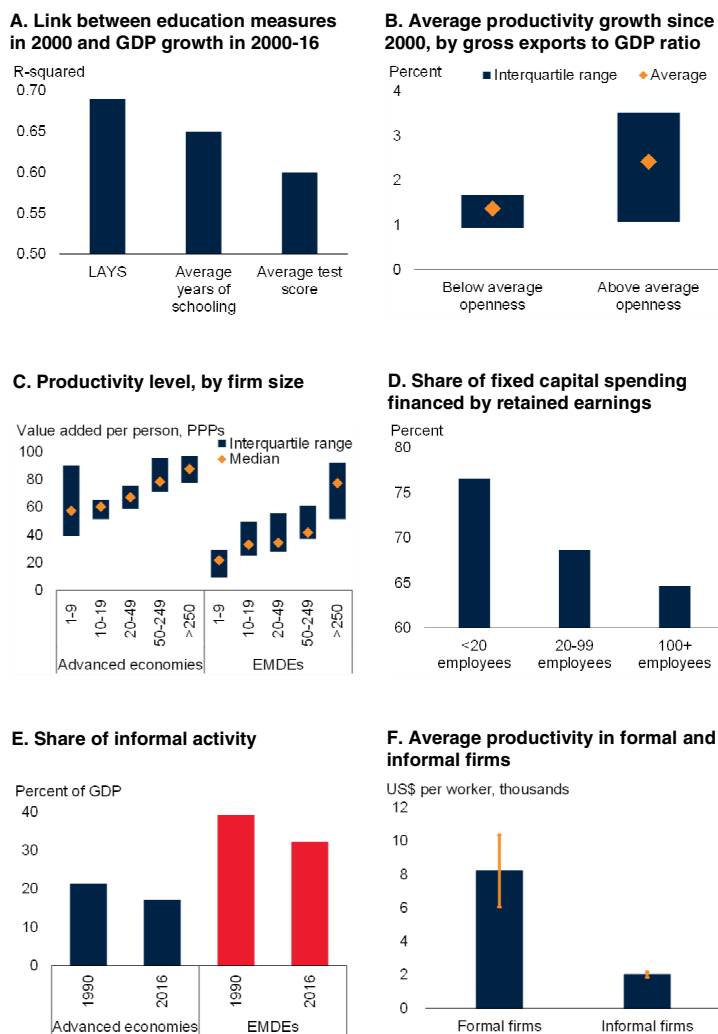 A. Link between education measures
in 2000 and GDP growth in 2000-16
R-squared
0.70
0.65
0.60
0.55
0.50
LAYS
Average
years of
schooling
Average test
score
B. Average productivity growth since
2000, by gross exports to GDP ratio
Percent
Interquartile range
Average
4
3
2
1
0
Below average
openness
Above average
openness
C. Productivity level, by firm size
Value added per person, PPPs
Interquartile range
Median
100
80
60
40
20
0
1-9
10-19
20-49
50-249
>250
1-9
10-19
20-49
50-249
>250
Advanced economies
EMDEs
D. Share of fixed capital spending
financed by retained earnings
Percent
80
75
70
65
60
<20
employees
20-99
employees
100+
employees
E. Share of informal activity
Percent of GDP
40
30
20
10
0
1990
2016
1990
2016
Advanced economies
EMDEs
F. Average productivity in formal and
informal firms
US$ per worker, thousands
12
10
8
6
4
2
0
Formal firms
Informal firms